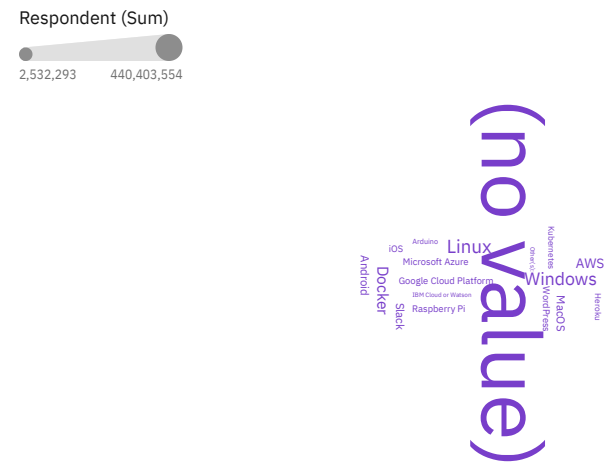 Respondent (Sum)
2,532,293 440,403,554
(no value)
Kubernetes
Arduino
Linux
iOS
Microsoft Azure
Android
AWS
Docker
Windows
Google Cloud Platform
IBM Cloud or Watson
WordPress
MacOS
Heroku
Slack
Raspberry Pi